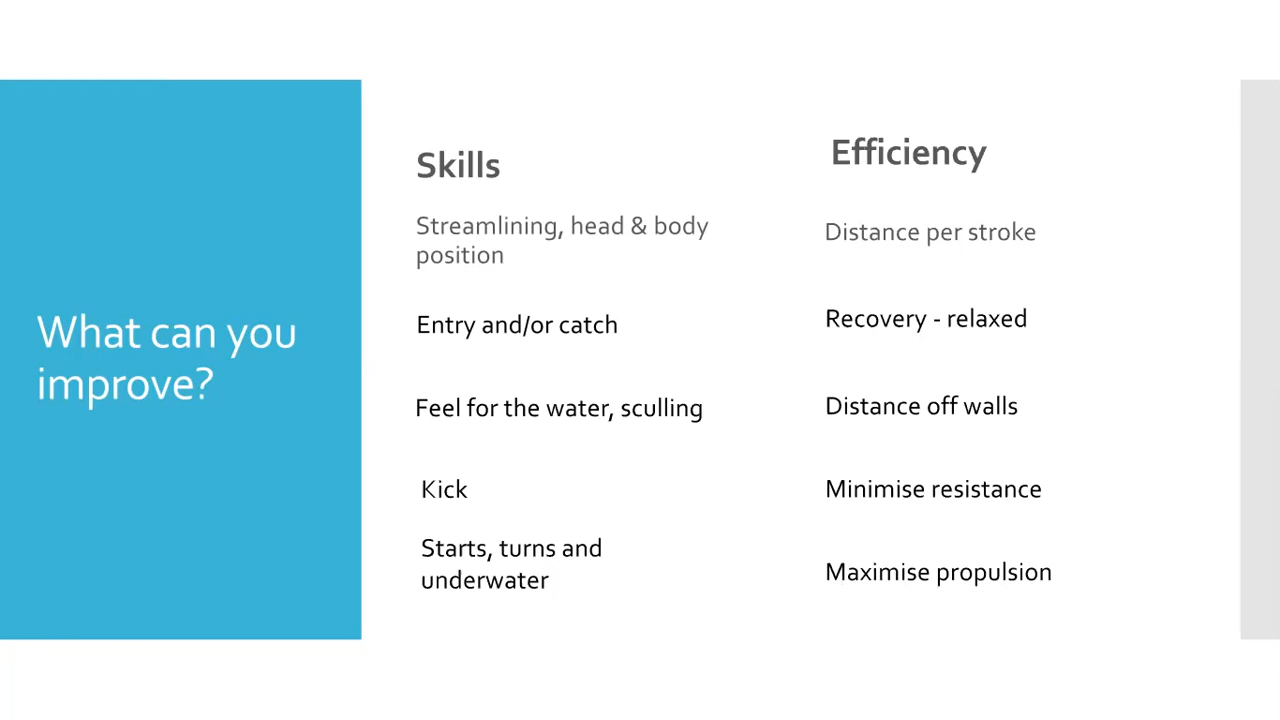 What can you
improve?
Skills
Streamlining, head & body
position
Entry and/or catch
Feel for the water, sculling
Kick
Starts, turns and
underwater
Efficiency
Distance per stroke
Recovery - relaxed
Distance off walls
Minimise resistance
Maximise propulsion